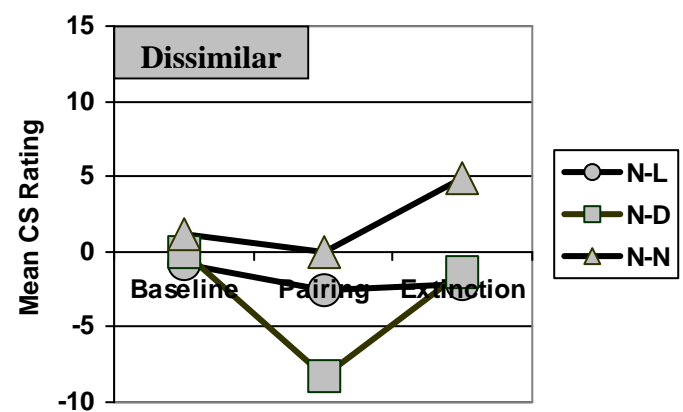 15
Dissimilar
10
5
0
-5
-10
Mean CS Rating
Baseline Pairing Extinction
N-L
N-D
N-N